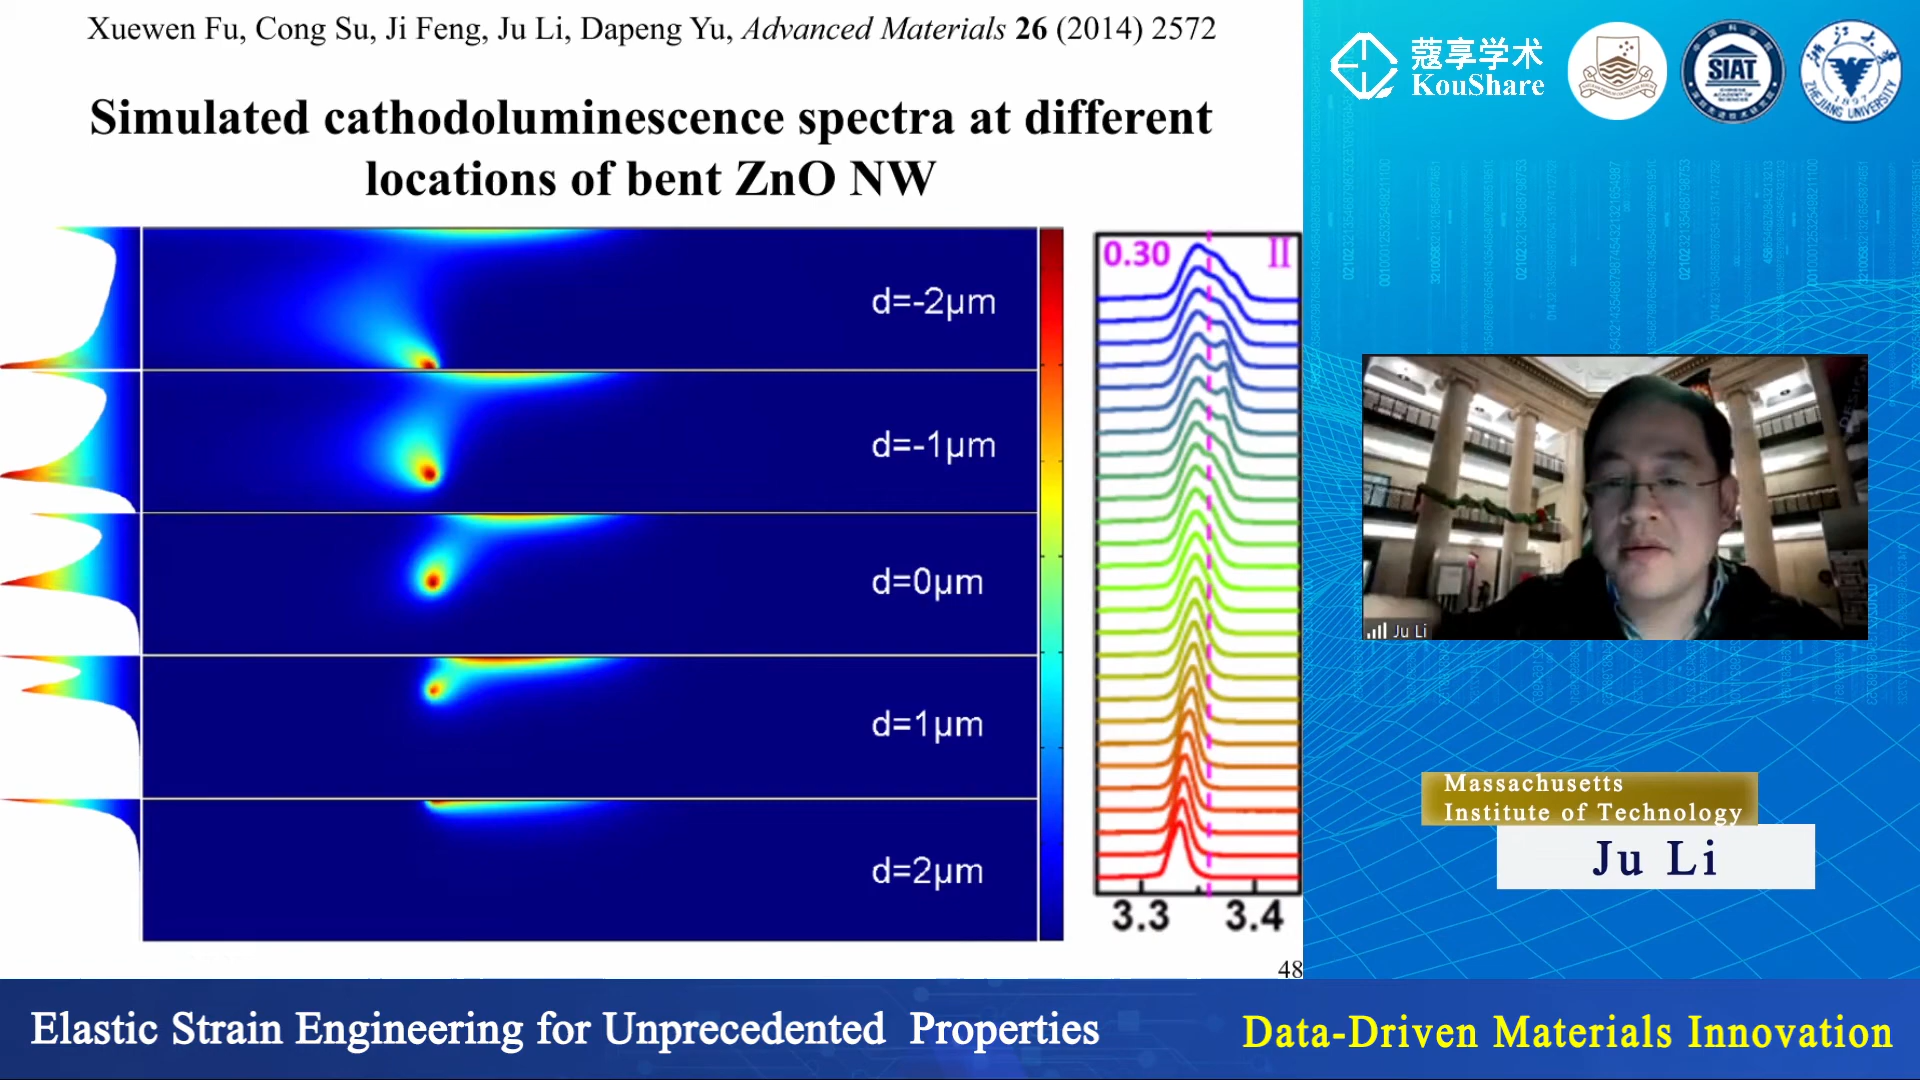 Xuewen Fu, Cong Su, Ji Feng, Ju Li, Dapeng Yu, Advanced Materials 26 (2014) 2572
Simulated cathodoluminescence spectra at different
locations of bent ZnO NW
d=-2μm
d=-1μm
d=0μm
d=1μm
d=2μm
0.30
II
3.3
3.4
48
蔻享学术
KouShare
SIAT
ZHEJIANG UNIVERSITY
1897
Ju Li
Massachusetts
Institute of Technology
Ju Li
Elastic Strain Engineering for Unprecedented Properties
Data-Driven Materials Innovation